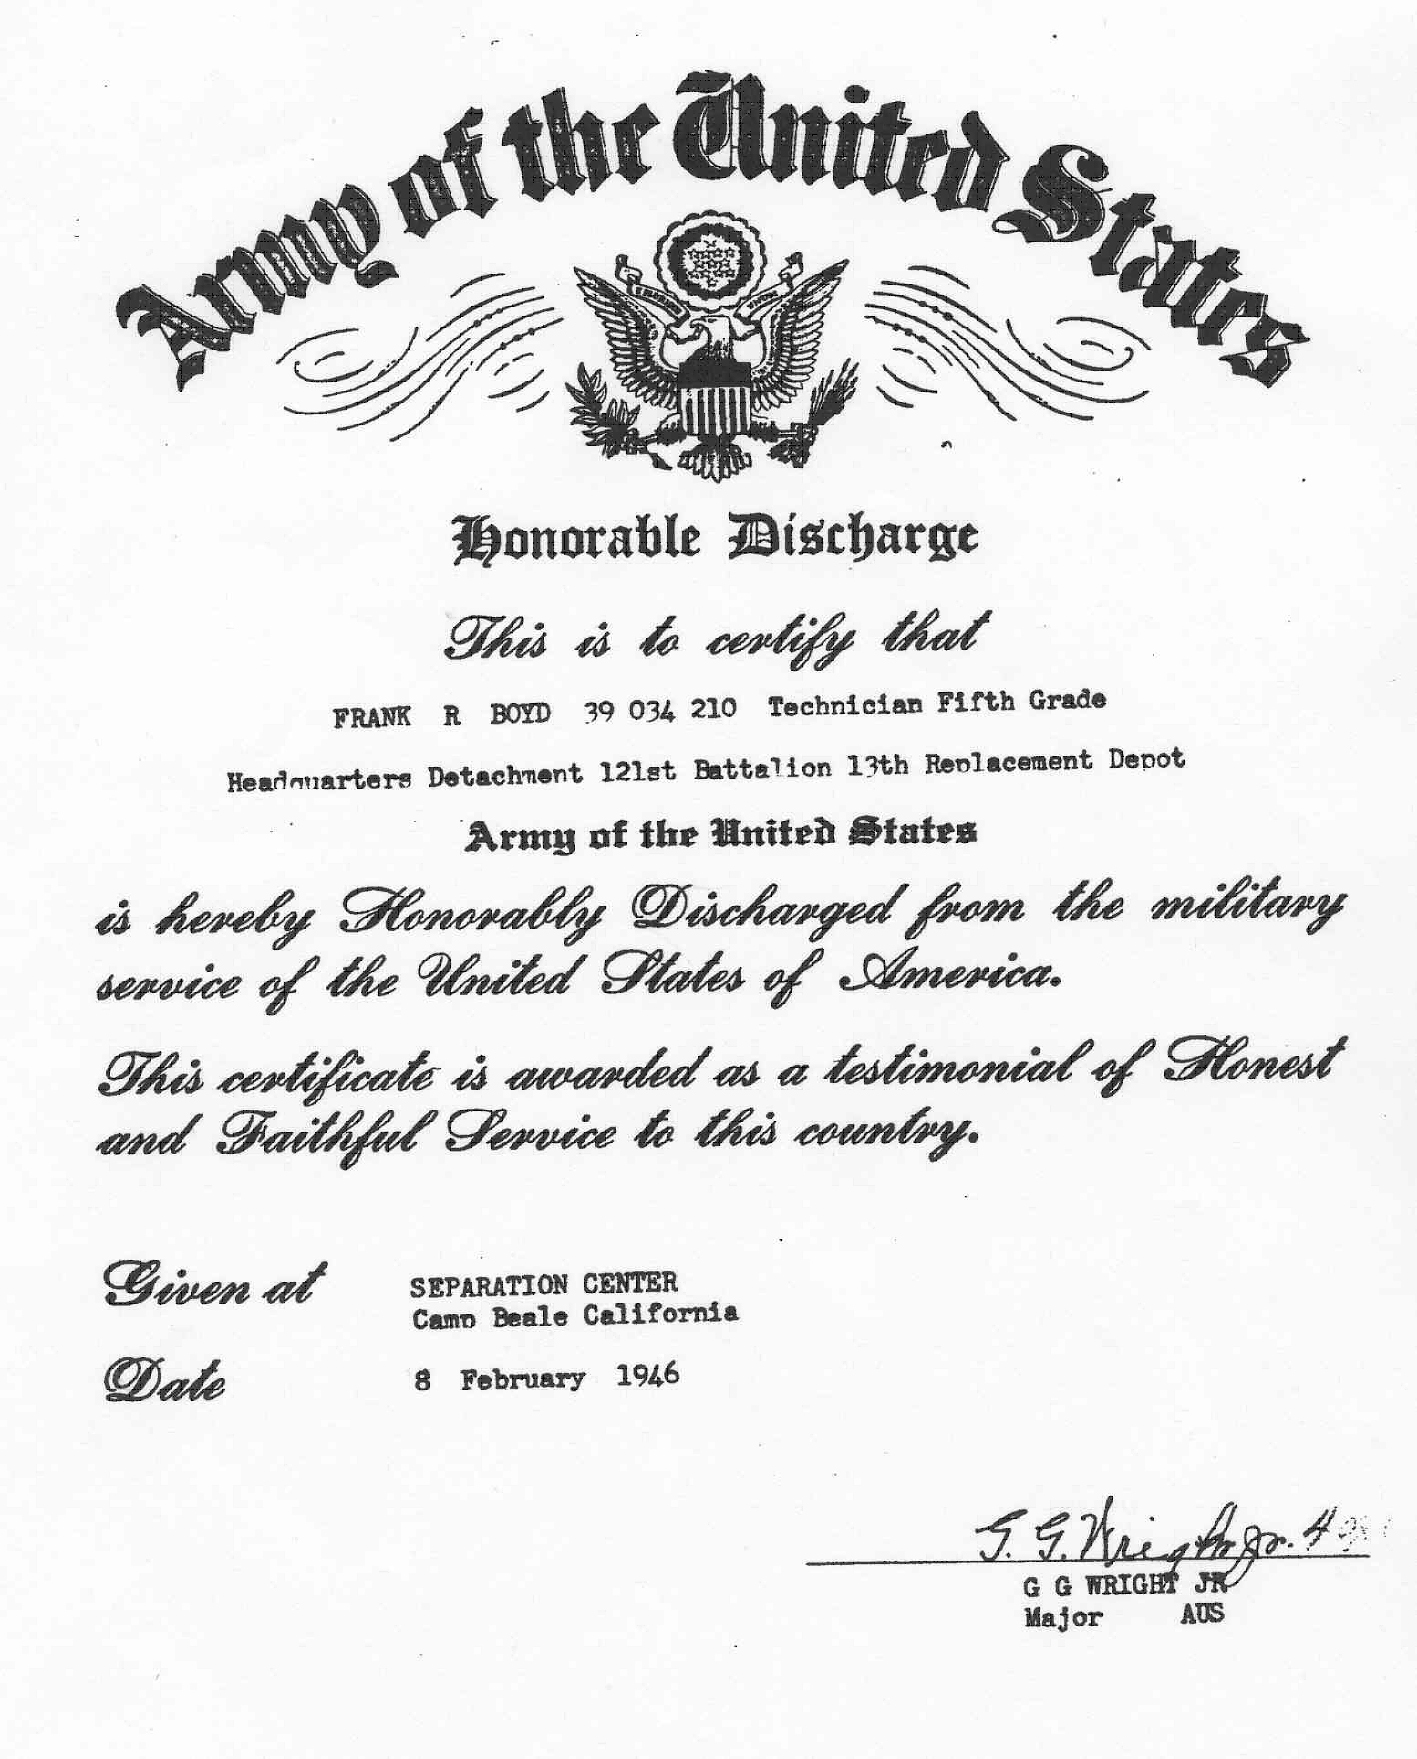 Army of the United States
Honorable Discharge
This is to certify that
FRANK R BOYD 39 034 210 Technician Fifth Grade
Headquarters Detachment 121st Battalion 13th Replacement Depot
Army of the United States
is hereby Honorably Discharged from the military
service of the United States of America.
This certificate is awarded as a testimonial of Honest
and Faithful Service to this country.
Given at SEPARATION CENTER
Camp Beale California
Date 8 February 1946
G. G. Wright Jr.
G G WRIGHT JR
Major AUS